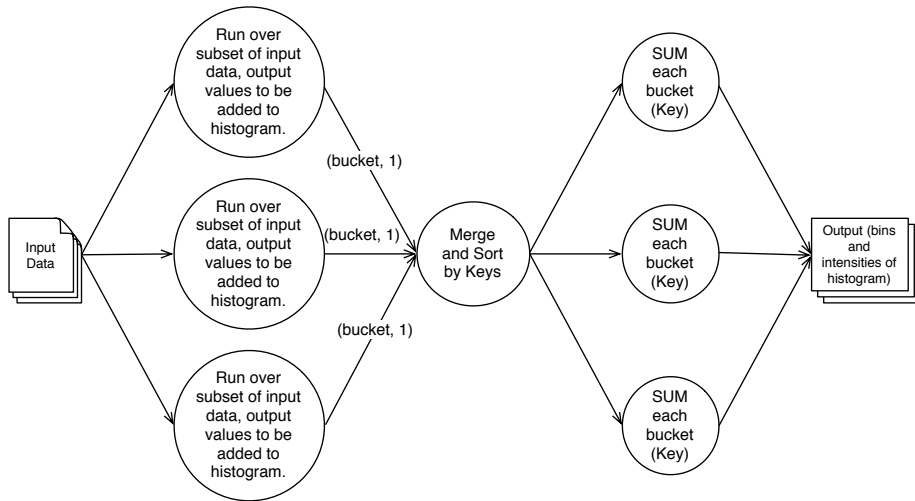 Input
Data
Run over
subset of input
data, output
values to be
added to
histogram.
Run over
subset of input
data, output
values to be
added to
histogram.
Run over
subset of input
data, output
values to be
added to
histogram.
(bucket, 1)
(bucket, 1)
(bucket, 1)
Merge
and Sort
by Keys
SUM
each
bucket
(Key)
SUM
each
bucket
(Key)
SUM
each
bucket
(Key)
Output (bins
and
intensities of
histogram)